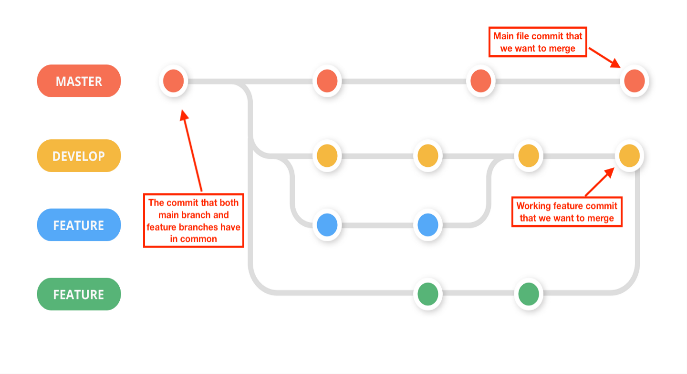 Main file commit that
we want to merge
MASTER
DEVELOP
The commit that both
main branch and
feature branches have
in common
Working feature commit
that we want to merge
FEATURE
FEATURE